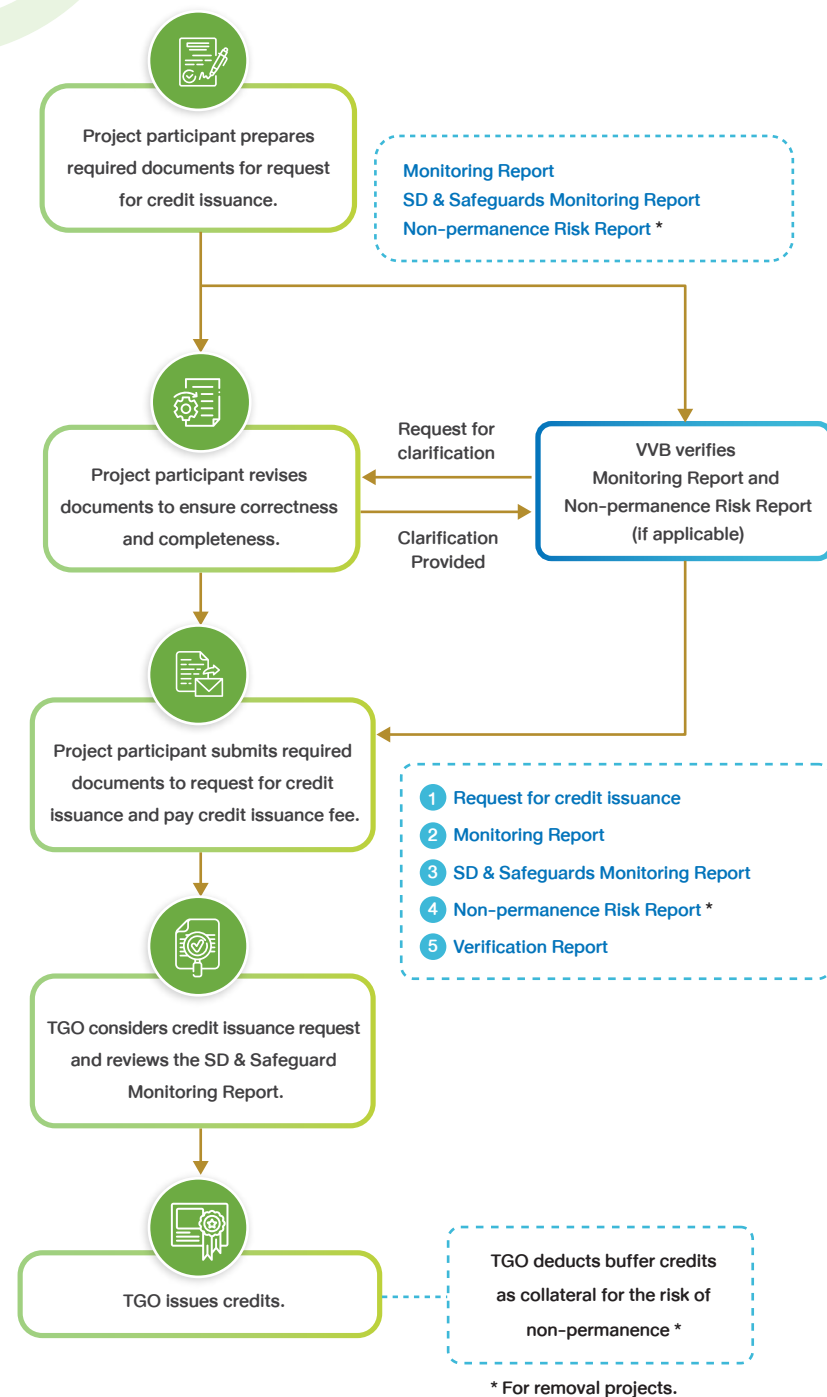 Project participant prepares
required documents for request
for credit issuance.
Monitoring Report
SD & Safeguards Monitoring Report
Non-permanence Risk Report *
Project participant revises
documents to ensure correctness
and completeness.
Request for
clarification
Clarification
Provided
VVB verifies
Monitoring Report and
Non-permanence Risk Report
(if applicable)
Project participant submits required
documents to request for credit
issuance and pay credit issuance fee.
1 Request for credit issuance
2 Monitoring Report
3 SD & Safeguards Monitoring Report
4 Non-permanence Risk Report *
5 Verification Report
TGO considers credit issuance request
and reviews the SD & Safeguard
Monitoring Report.
TGO issues credits.
TGO deducts buffer credits
as collateral for the risk of
non-permanence *
* For removal projects.